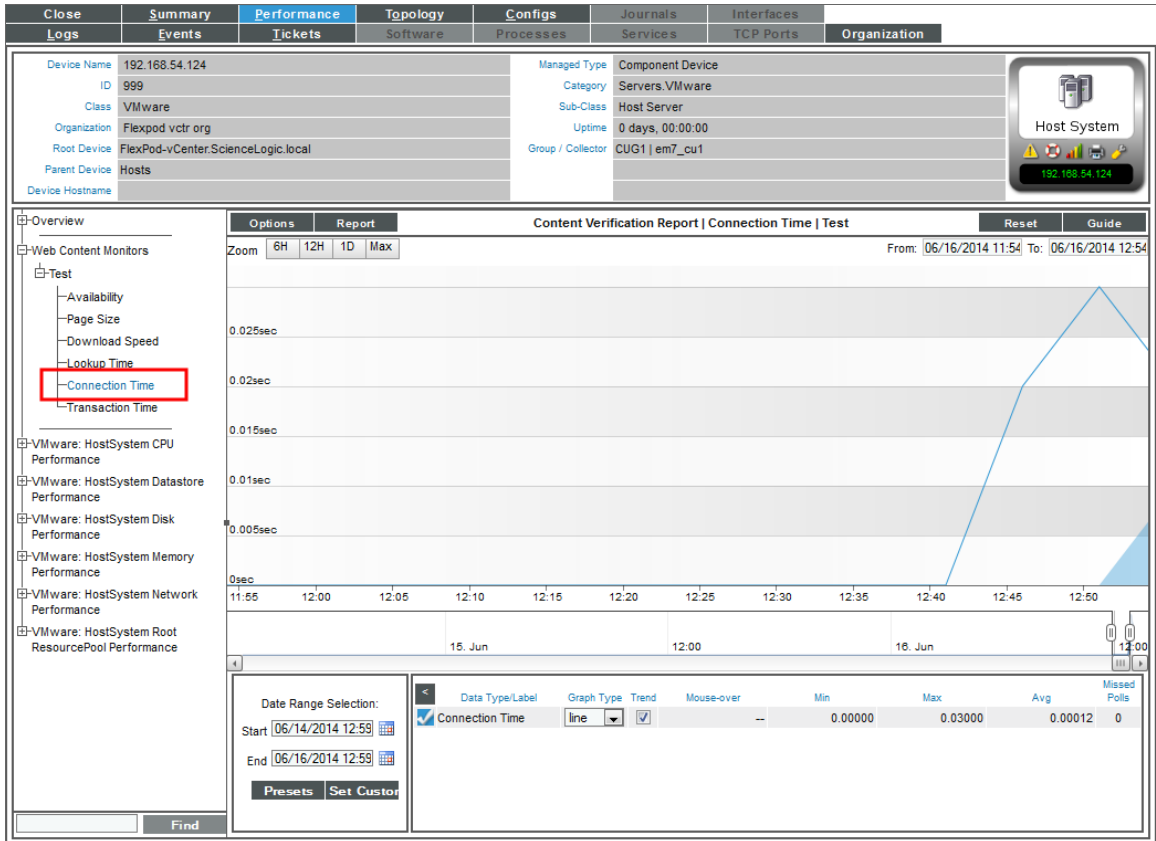 Close Summary Performance Topology Configs Journals Interfaces
Logs Events Tickets Software Processes Services TCP Ports Organization
Device Name 192.168.54.124 Managed Type Component Device
ID 999 Category Servers.VMware
Class VMware Sub-Class Host Server
Organization Flexpod vctr org Uptime 0 days, 00:00:00
Root Device FlexPod-vCenter.ScienceLogic.local Group / Collector CUG1 | em7_cu1
Parent Device Hosts
Device Hostname
Host System
192.168.54.124
Overview
Web Content Monitors
Test
Availability
Page Size
Download Speed
Lookup Time
Connection Time
Transaction Time
VMware: HostSystem CPU
Performance
VMware: HostSystem Datastore
Performance
VMware: HostSystem Disk
Performance
VMware: HostSystem Memory
Performance
VMware: HostSystem Network
Performance
VMware: HostSystem Root
ResourcePool Performance
Find
Options Report Content Verification Report | Connection Time | Test Reset Guide
Zoom 6H 12H 1D Max From: 06/16/2014 11:54 To: 06/16/2014 12:54
0.025sec
0.02sec
0.015sec
0.01sec
0.005sec
0sec
11:55 12:00 12:05 12:10 12:15 12:20 12:25 12:30 12:35 12:40 12:45 12:50
15. Jun 12:00 16. Jun 12:00
Date Range Selection:
Start 06/14/2014 12:59
End 06/16/2014 12:59
Presets Set Custor
< Data Type/Label Graph Type Trend Mouse-over Min Max Avg Missed
Polls
Connection Time line -- 0.00000 0.03000 0.00012 0